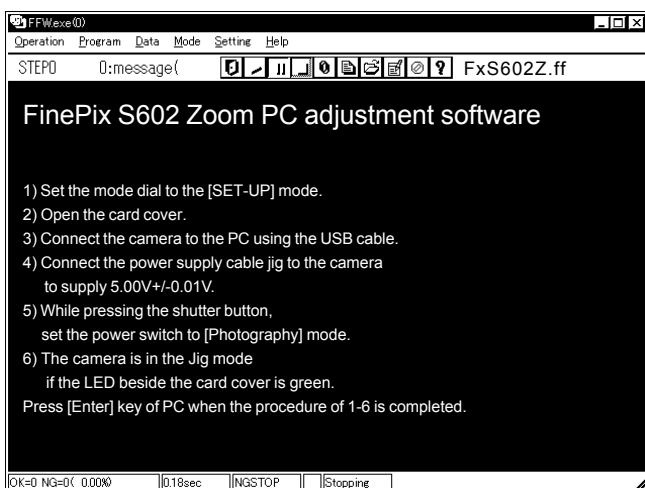 FFW.exe(0)
Operation Program Data Mode Setting Help
STEP0 0:message( FxS602Z.ff
FinePix S602 Zoom PC adjustment software
1) Set the mode dial to the [SET-UP] mode.
2) Open the card cover.
3) Connect the camera to the PC using the USB cable.
4) Connect the power supply cable jig to the camera
to supply 5.00V+/-0.01V.
5) While pressing the shutter button,
set the power switch to [Photography] mode.
6) The camera is in the Jig mode
if the LED beside the card cover is green.
Press [Enter] key of PC when the procedure of 1-6 is completed.
OK=0 NG=0( 0.00%) 0.18sec NGSTOP Stopping